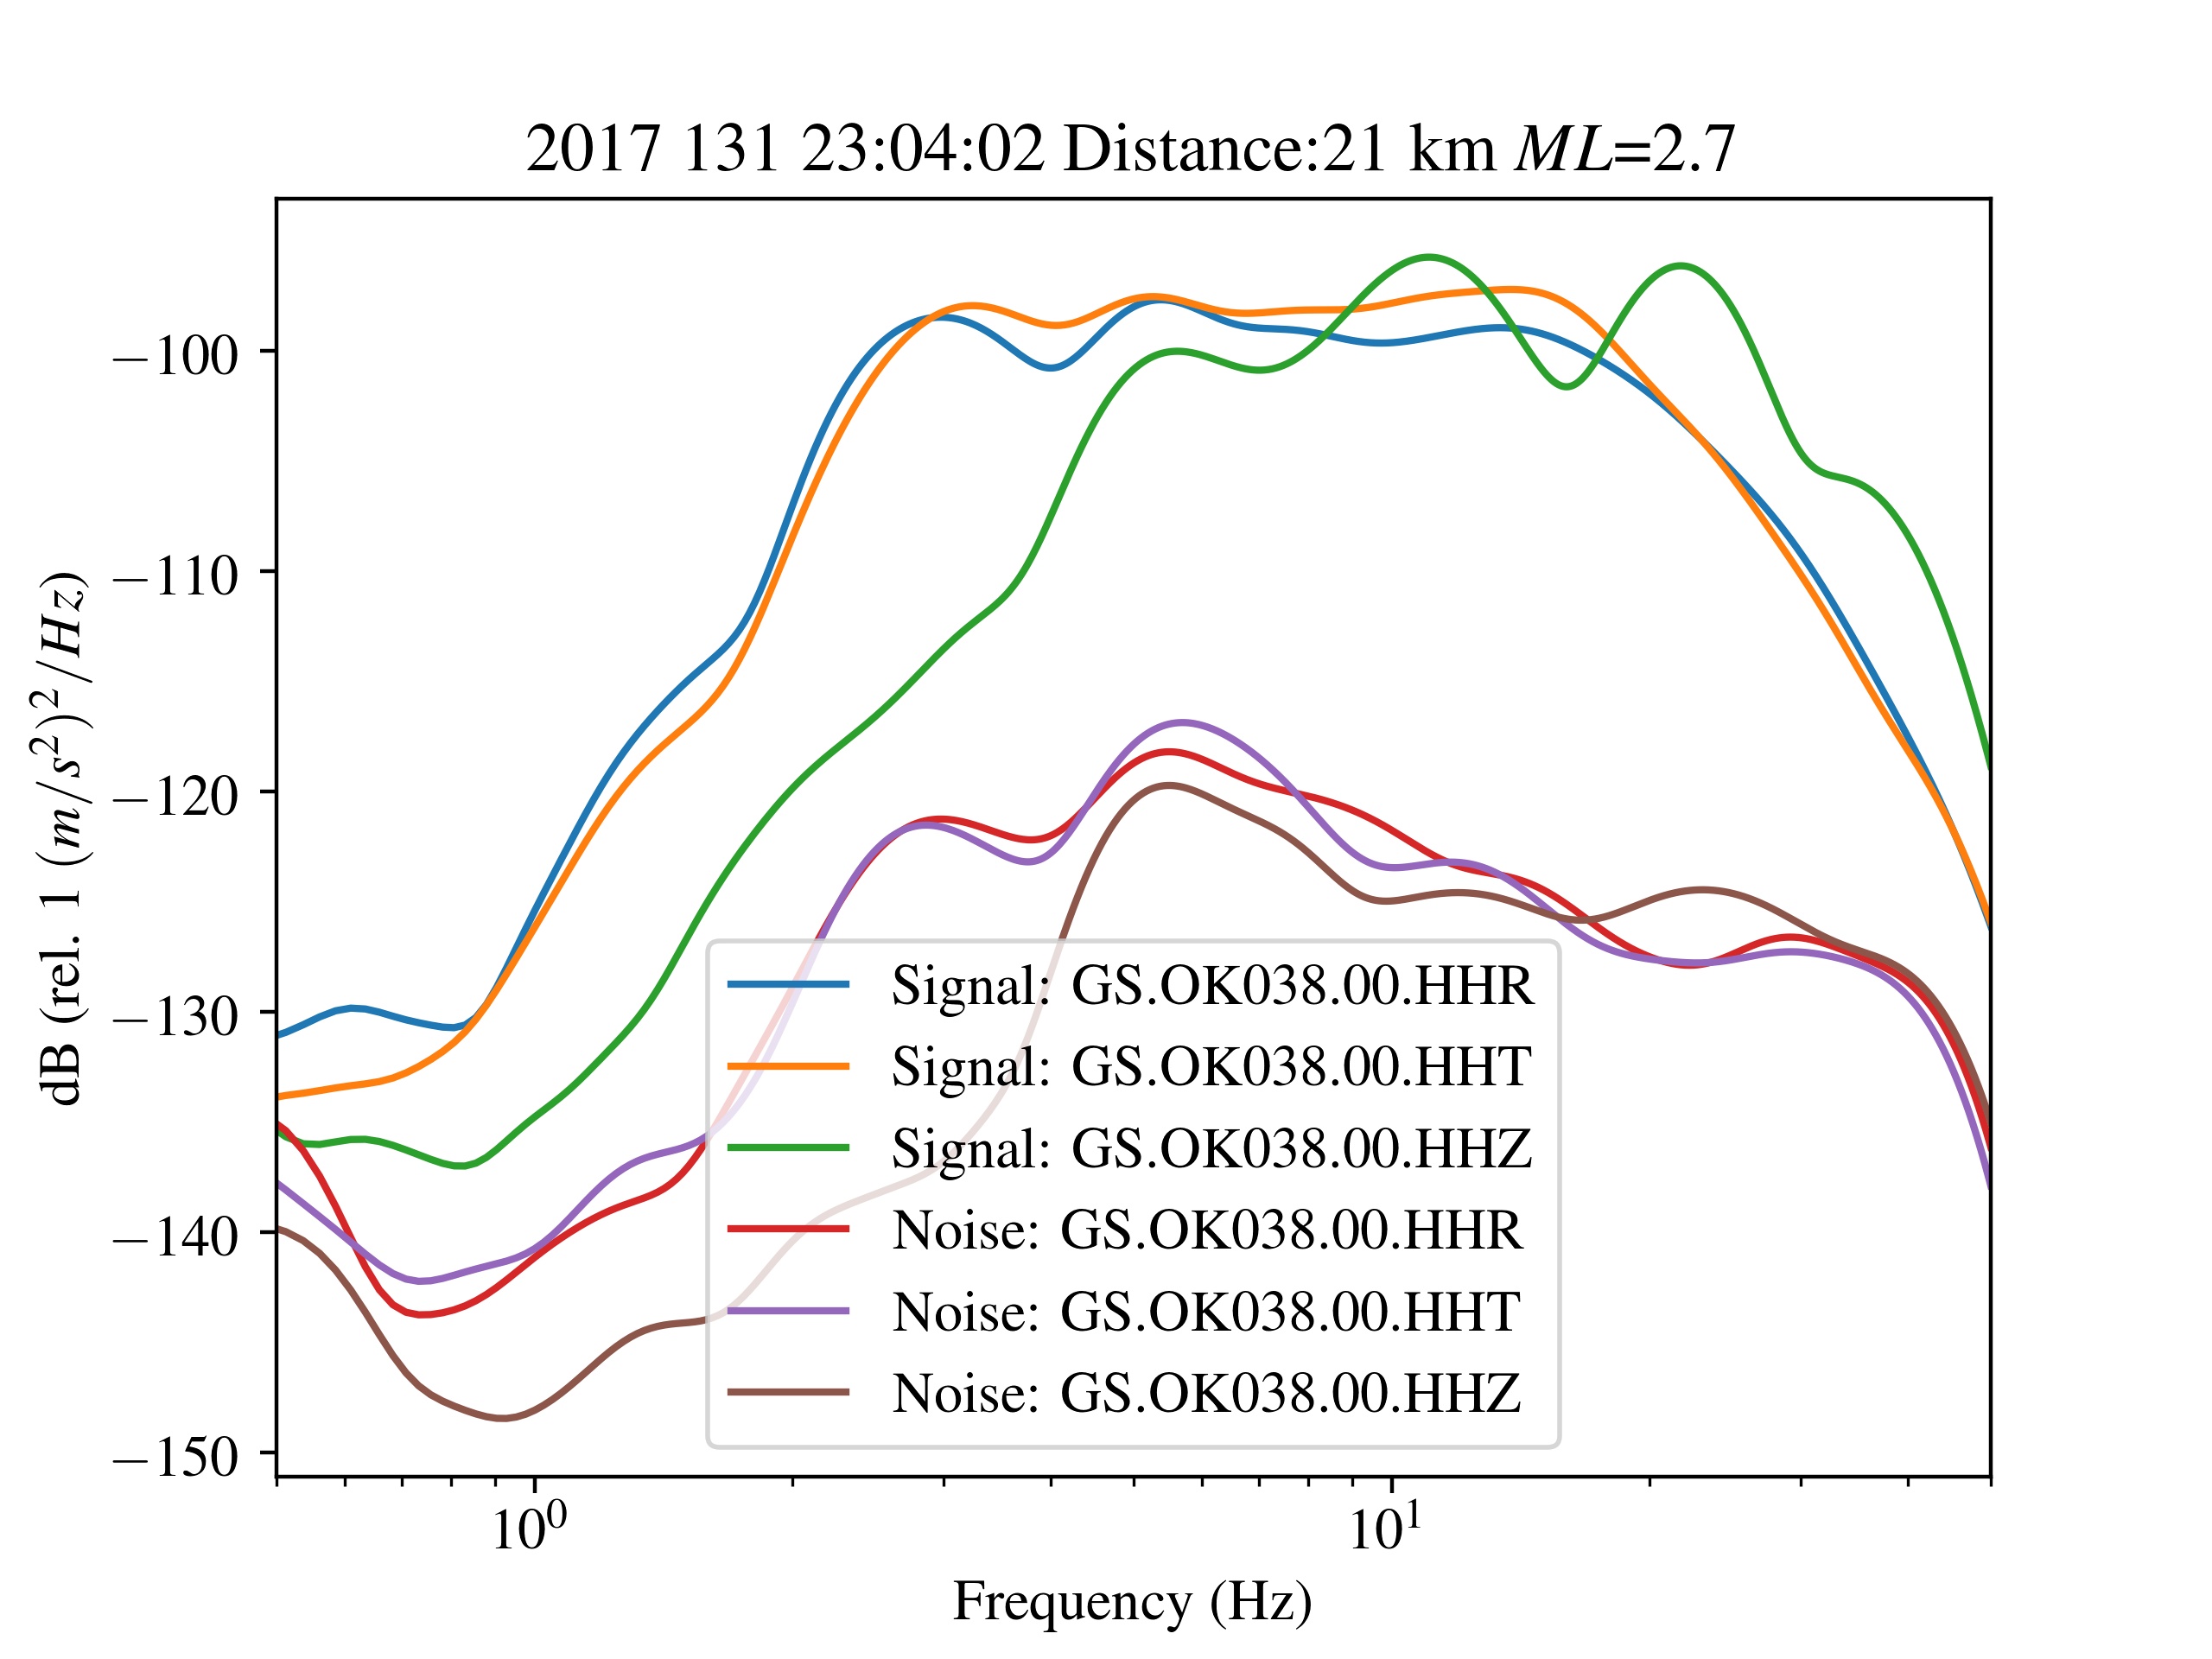 2017 131 23:04:02 Distance:21 km ML=2.7
dB (rel. 1 (m/s²)²/Hz)
−100
−110
−120
−130
−140
−150
Signal: GS.OK038.00.HHR
Signal: GS.OK038.00.HHT
Signal: GS.OK038.00.HHZ
Noise: GS.OK038.00.HHR
Noise: GS.OK038.00.HHT
Noise: GS.OK038.00.HHZ
10⁰ 10¹
Frequency (Hz)